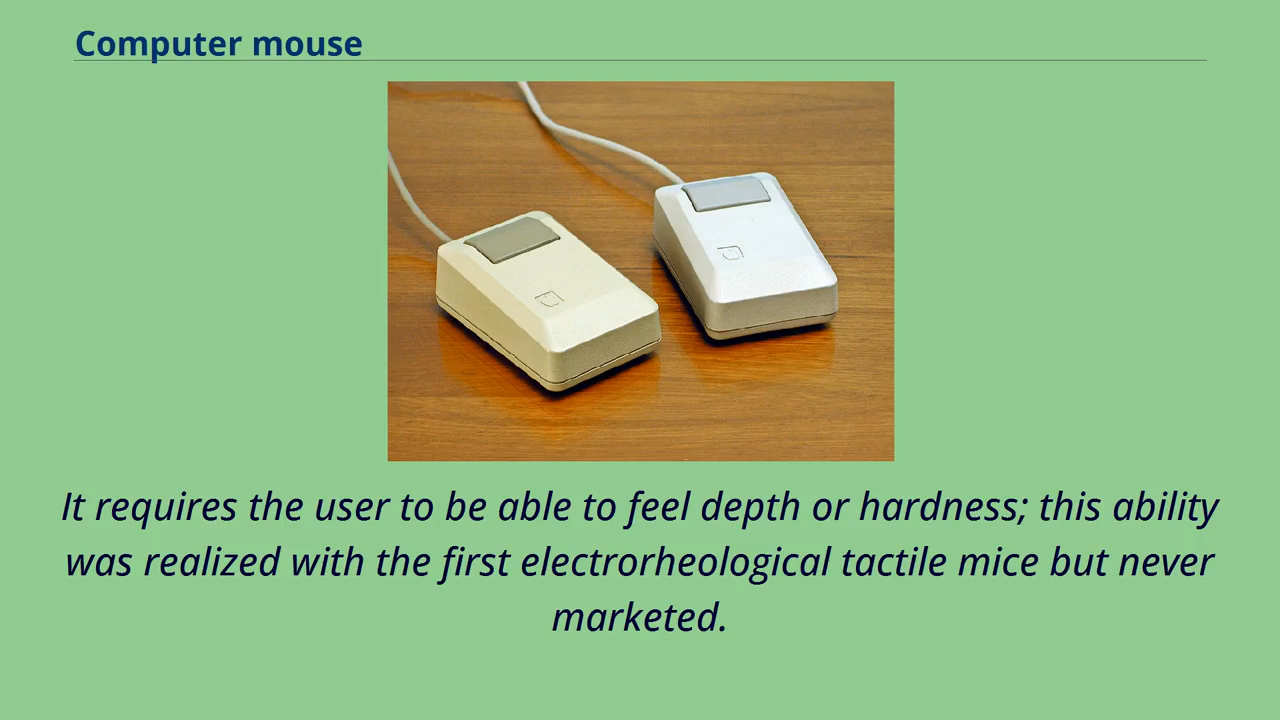 Computer mouse
It requires the user to be able to feel depth or hardness; this ability
was realized with the first electrorheological tactile mice but never
marketed.